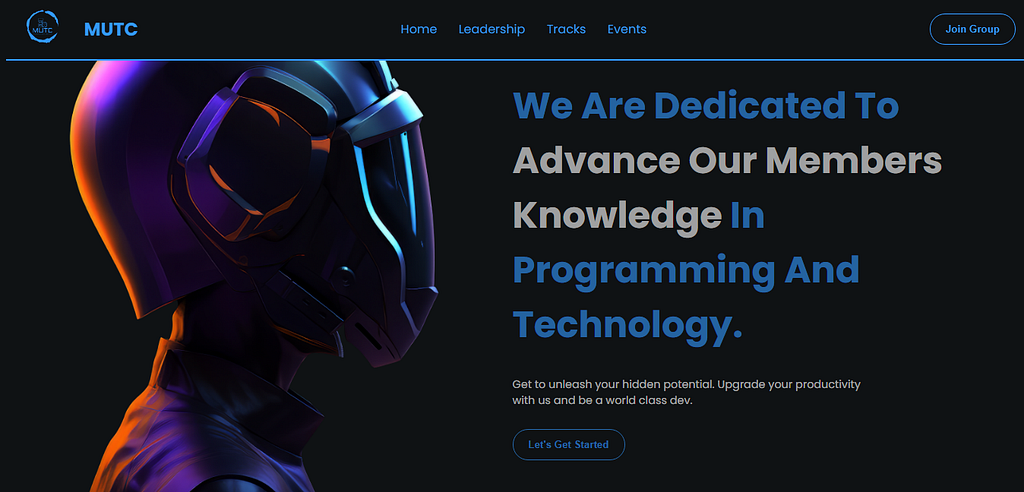 MUTC
MUTC
Home Leadership Tracks Events
Join Group
We Are Dedicated To
Advance Our Members
Knowledge In
Programming And
Technology.
Get to unleash your hidden potential. Upgrade your productivity
with us and be a world class dev.
Let's Get Started